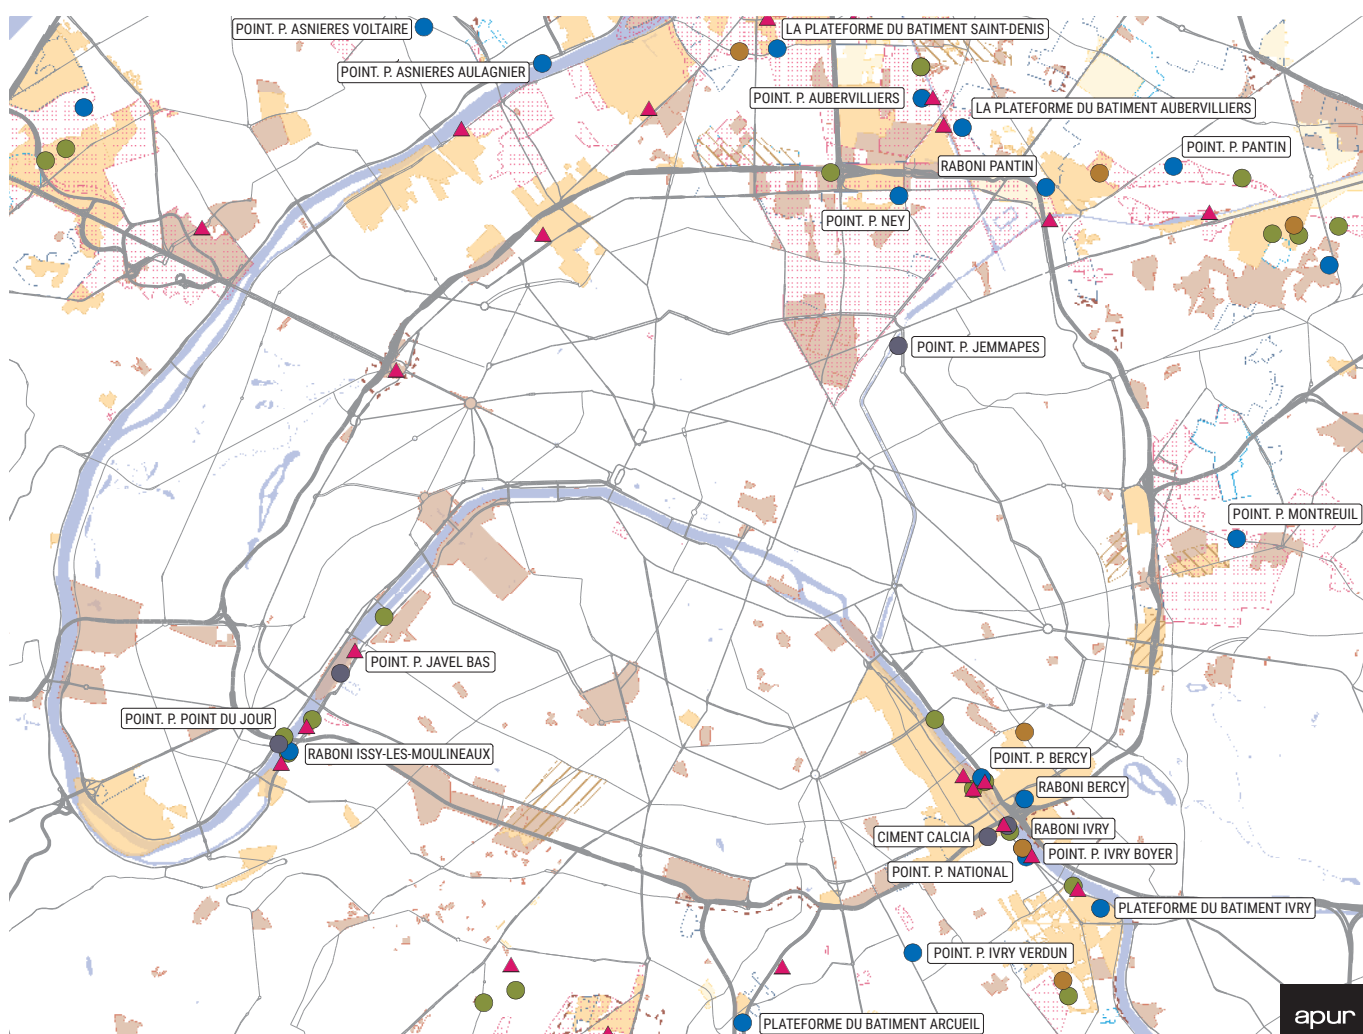 POINT. P. ASNIERES VOLTAIRE
LA PLATEFORME DU BATIMENT SAINT-DENIS
POINT. P. ASNIERES AULAGNIER
POINT. P. AUBERVILLIERS
LA PLATEFORME DU BATIMENT AUBERVILLIERS
POINT. P. PANTIN
RABONI PANTIN
POINT. P. NEY
POINT. P. JEMMAPES
POINT. P. MONTREUIL
POINT. P. JAVEL BAS
POINT. P. POINT DU JOUR
RABONI ISSY-LES-MOULINEAUX
POINT. P. BERCY
RABONI BERCY
RABONI IVRY
CIMENT CALCIA
POINT. P. IVRY BOYER
POINT. P. NATIONAL
PLATEFORME DU BATIMENT IVRY
POINT. P. IVRY VERDUN
PLATEFORME DU BATIMENT ARCUEIL
apur